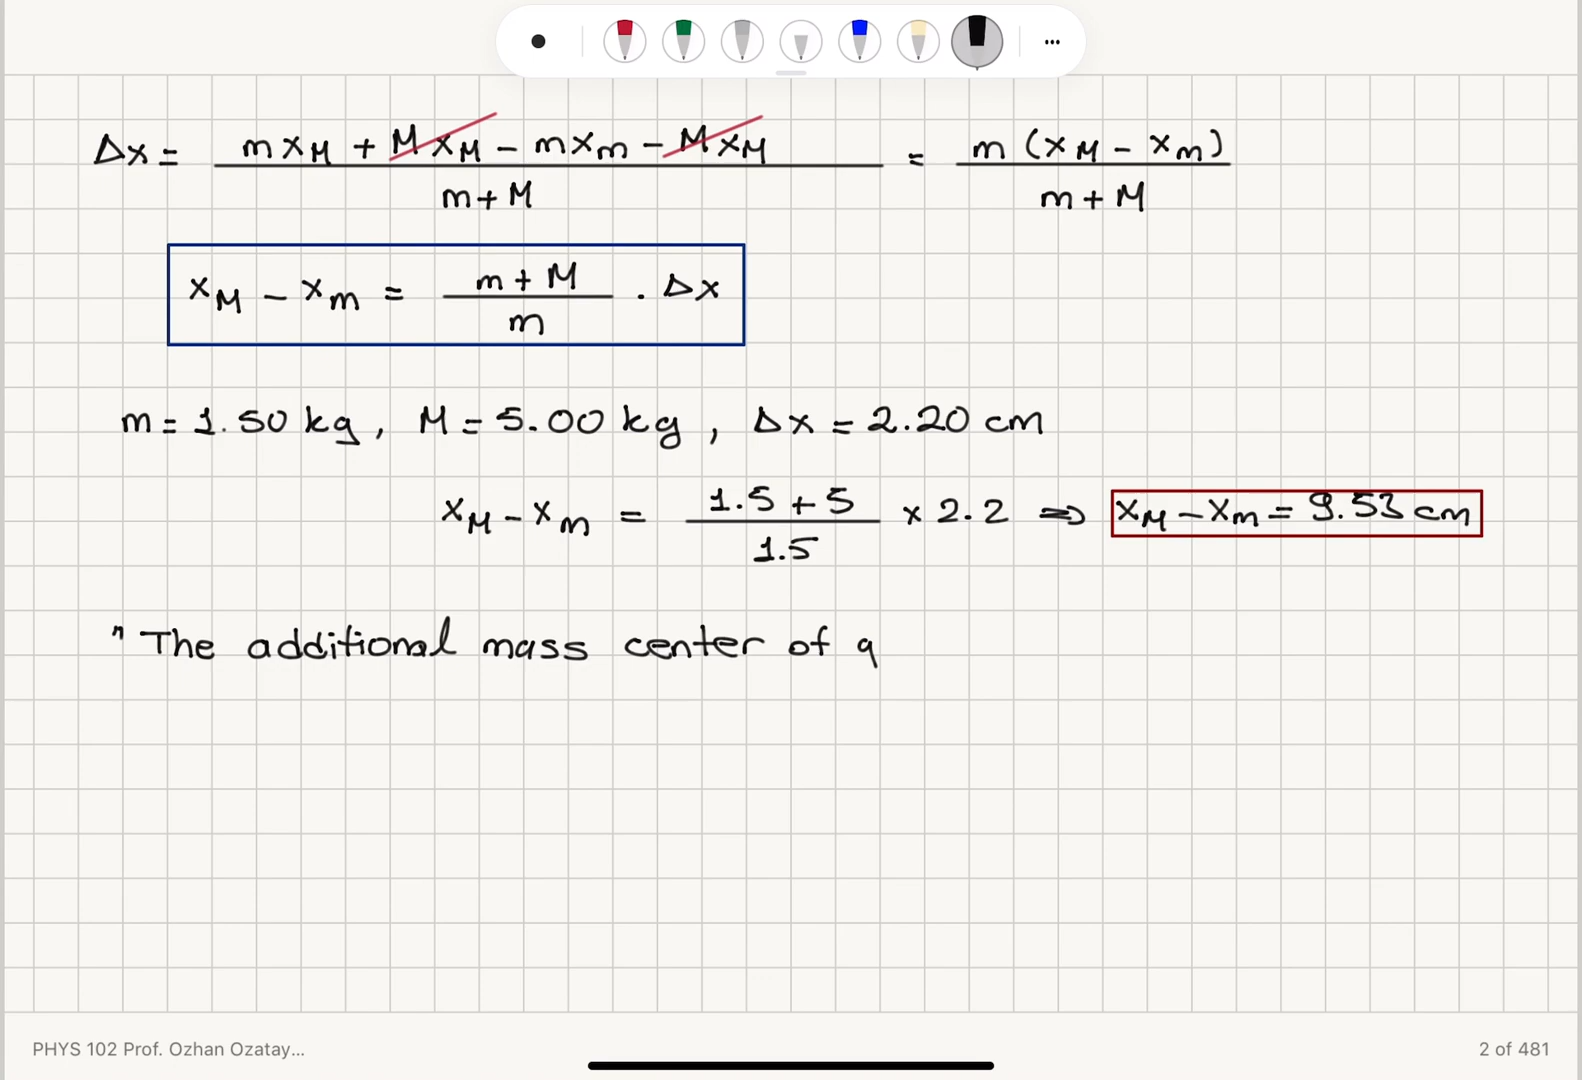 Δx = (m x_M + M x_M - m x_m - M x_M) / (m + M) = m (x_M - x_m) / (m + M)
x_M - x_m = (m + M) / m . Δx
m = 1.50 kg, M = 5.00 kg, Δx = 2.20 cm
x_M - x_m = (1.5 + 5) / 1.5 × 2.2 ⇒ x_M - x_m = 9.53 cm
" The additional mass center of a
PHYS 102 Prof. Ozhan Ozatay...
2 of 481